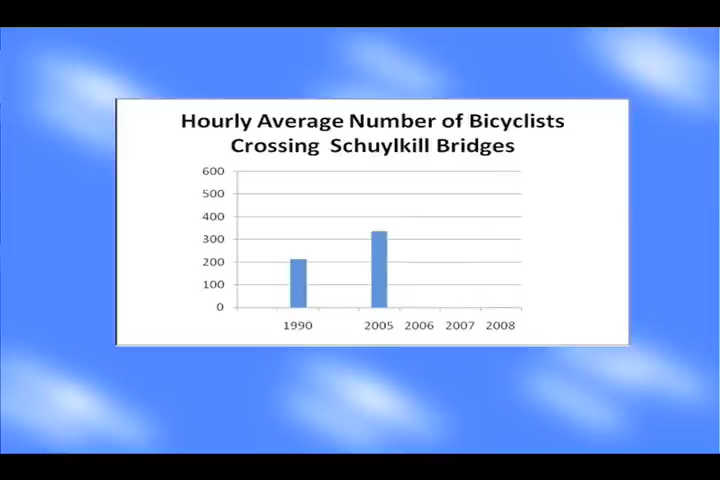 Hourly Average Number of Bicyclists
Crossing Schuylkill Bridges
600
500
400
300
200
100
0
1990 2005 2006 2007 2008